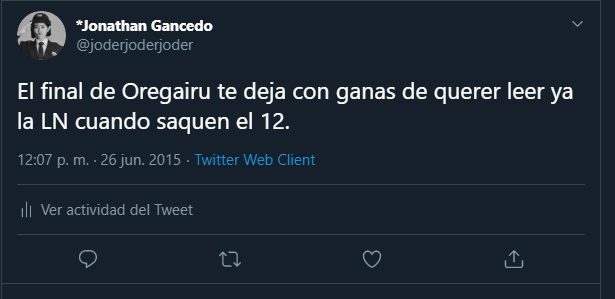 *Jonathan Gancedo
@joderjoderjoder
El final de Oregairu te deja con ganas de querer leer ya
la LN cuando saquen el 12.
12:07 p. m. · 26 jun. 2015 · Twitter Web Client
Ver actividad del Tweet